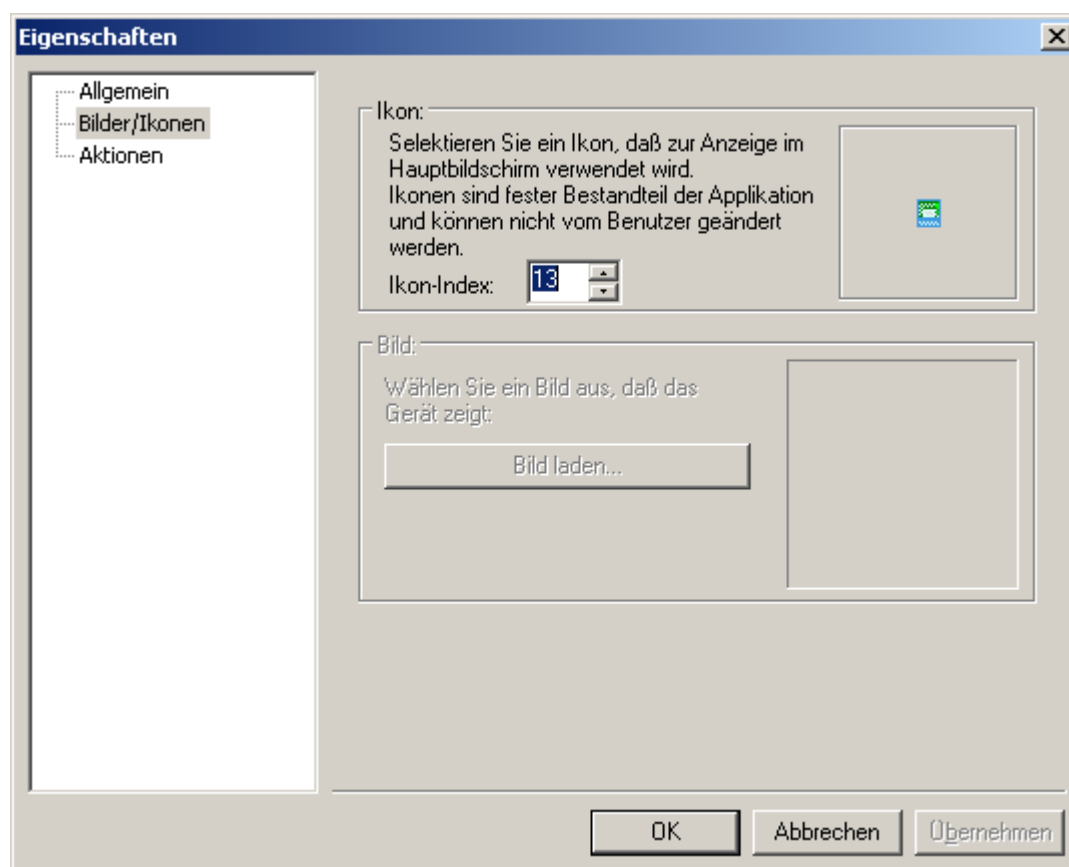 Eigenschaften
Allgemein
Bilder/Ikonen
Aktionen
Ikon:
Selektieren Sie ein Ikon, daß zur Anzeige im
Hauptbildschirm verwendet wird.
Ikonen sind fester Bestandteil der Applikation
und können nicht vom Benutzer geändert
werden.
Ikon-Index: 13
Bild:
Wählen Sie ein Bild aus, daß das
Gerät zeigt:
Bild laden...
OK Abbrechen Übernehmen